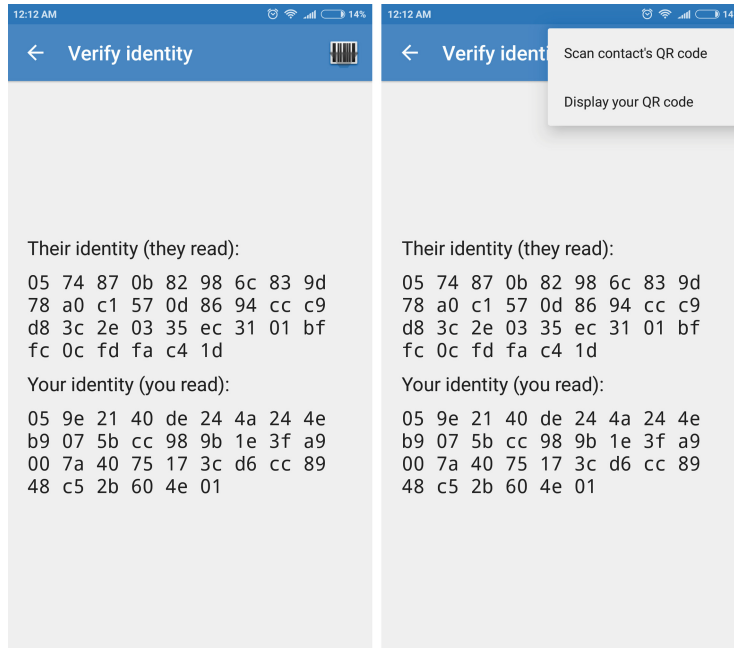 12:12 AM 14%
Verify identity
Their identity (they read):
05 74 87 0b 82 98 6c 83 9d
78 a0 c1 57 0d 86 94 cc c9
d8 3c 2e 03 35 ec 31 01 bf
fc 0c fd fa c4 1d
Your identity (you read):
05 9e 21 40 de 24 4a 24 4e
b9 07 5b cc 98 9b 1e 3f a9
00 7a 40 75 17 3c d6 cc 89
48 c5 2b 60 4e 01
12:12 AM 14
Verify identi
Scan contact's QR code
Display your QR code
Their identity (they read):
05 74 87 0b 82 98 6c 83 9d
78 a0 c1 57 0d 86 94 cc c9
d8 3c 2e 03 35 ec 31 01 bf
fc 0c fd fa c4 1d
Your identity (you read):
05 9e 21 40 de 24 4a 24 4e
b9 07 5b cc 98 9b 1e 3f a9
00 7a 40 75 17 3c d6 cc 89
48 c5 2b 60 4e 01